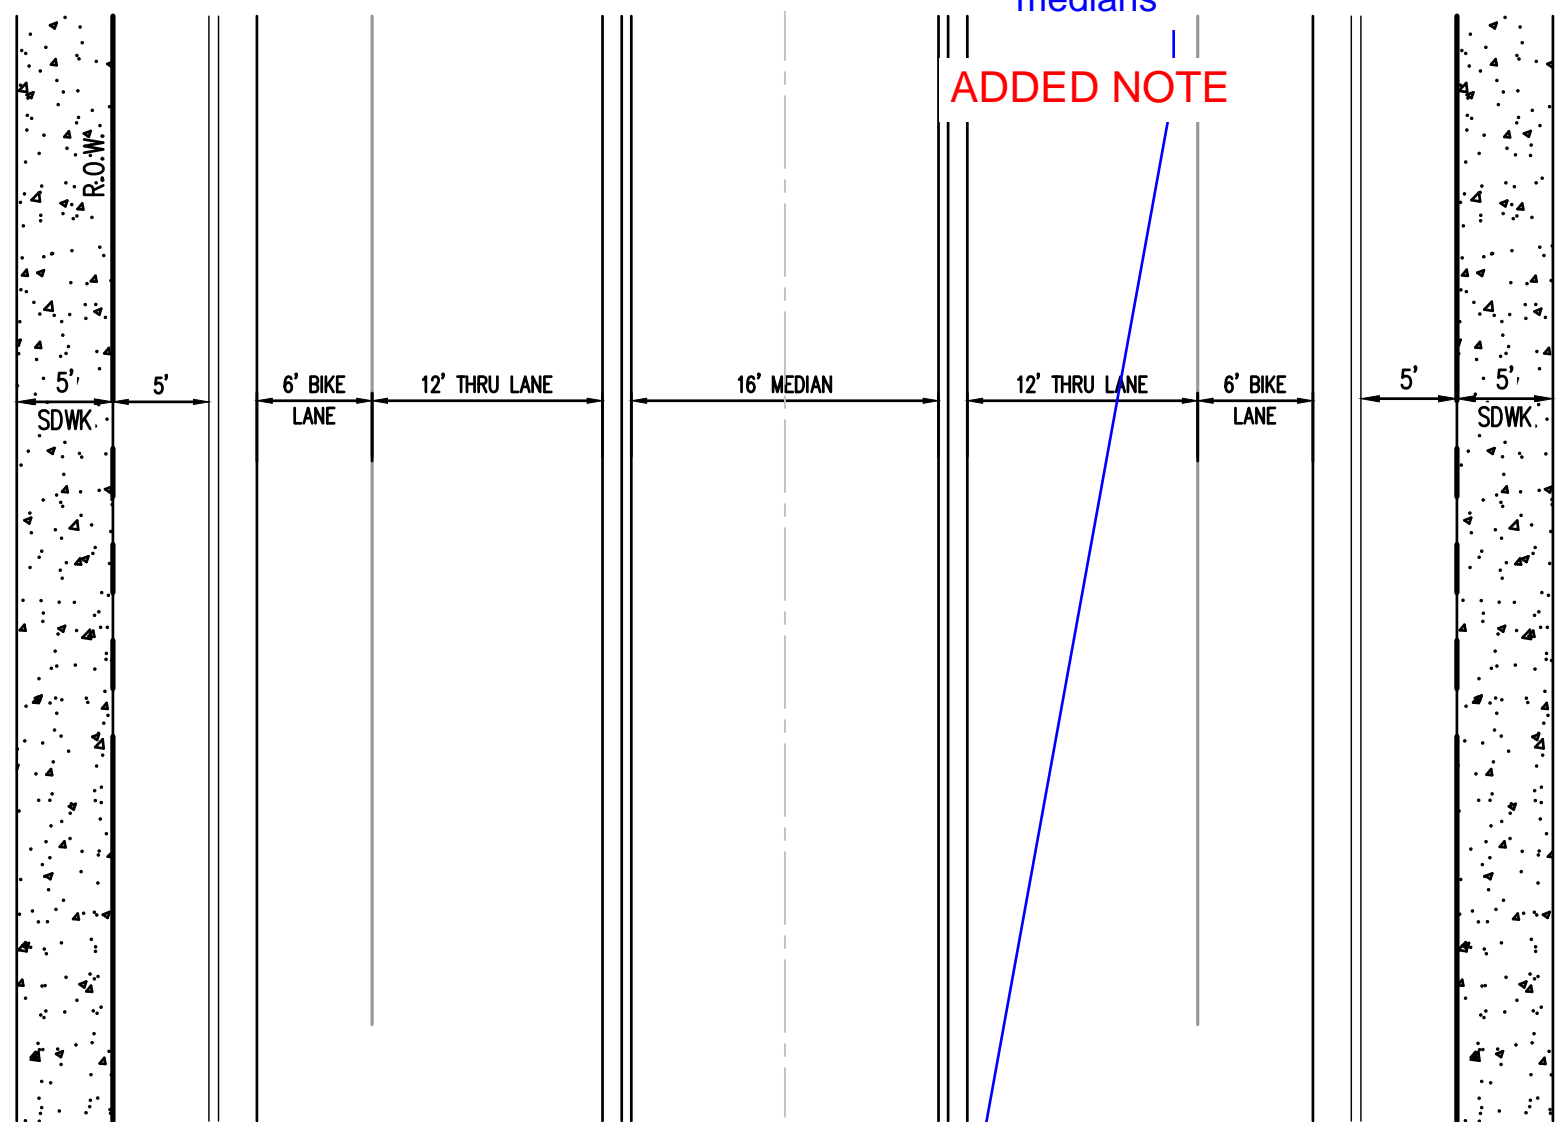 medians
ADDED NOTE
R.O.W.
5'
SDWK.
5'
6' BIKE
LANE
12' THRU LANE
16' MEDIAN
12' THRU LANE
6' BIKE
LANE
5'
5'
SDWK.